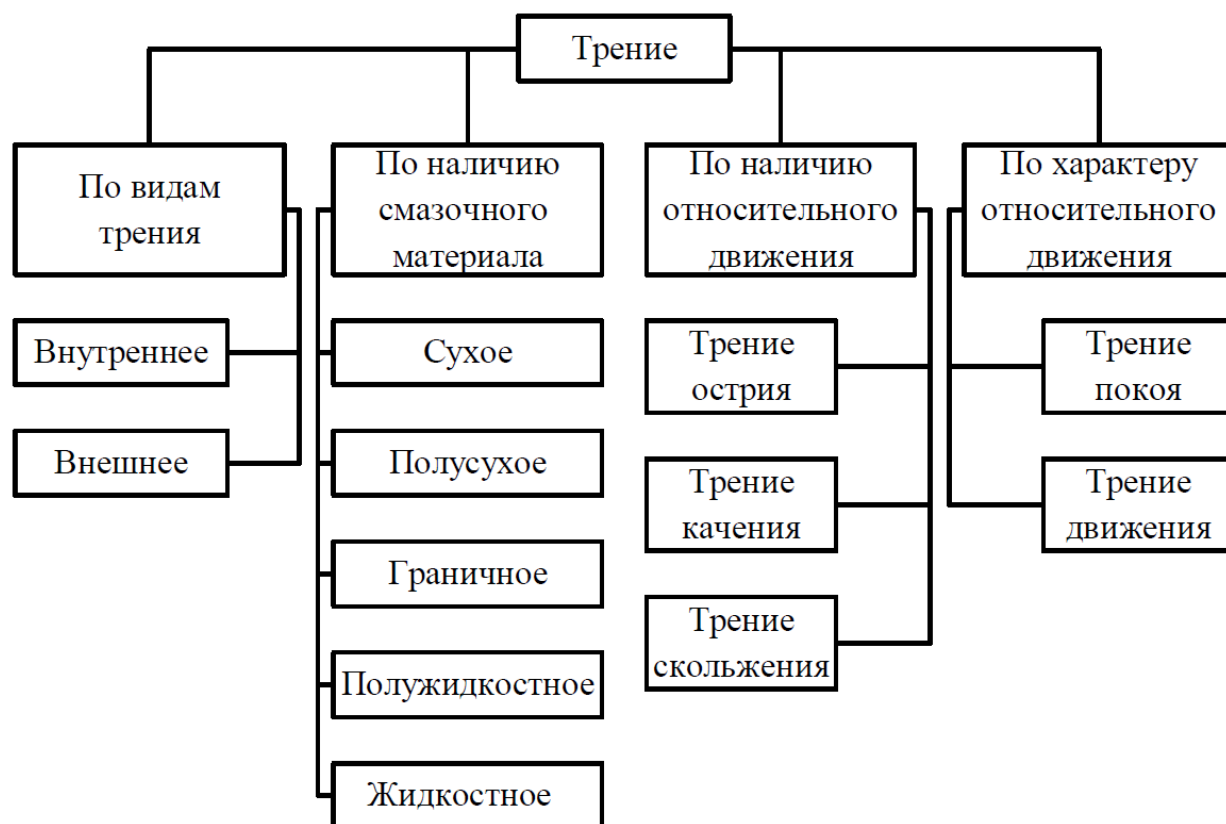 Трение
По видам
трения
Внутреннее
Внешнее
По наличию
смазочного
материала
Сухое
Полусухое
Граничное
Полужидкостное
Жидкостное
По наличию
относительного
движения
Трение
острия
Трение
качения
Трение
скольжения
По характеру
относительного
движения
Трение
покоя
Трение
движения